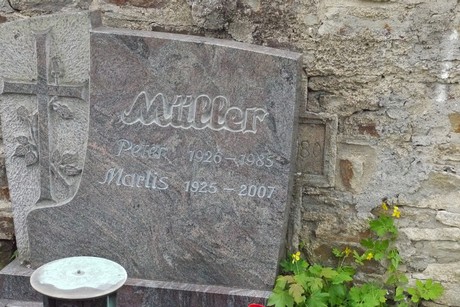 Müller
Peter 1926 – 1985
Marlis 1925 – 2007